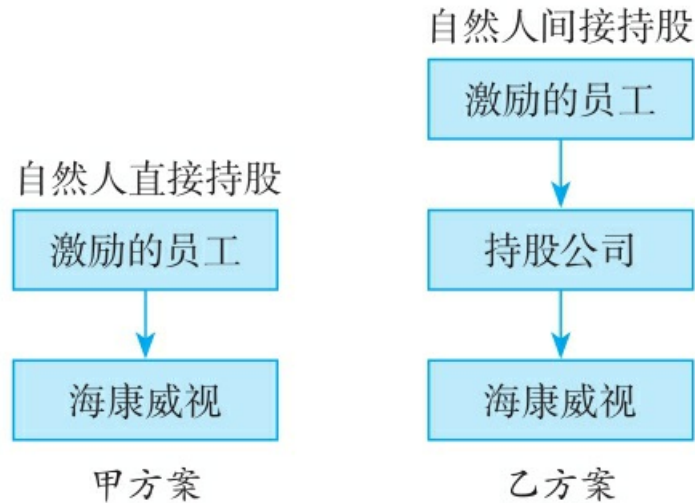 自然人直接持股
激励的员工
海康威视
甲方案
自然人间接持股
激励的员工
持股公司
海康威视
乙方案